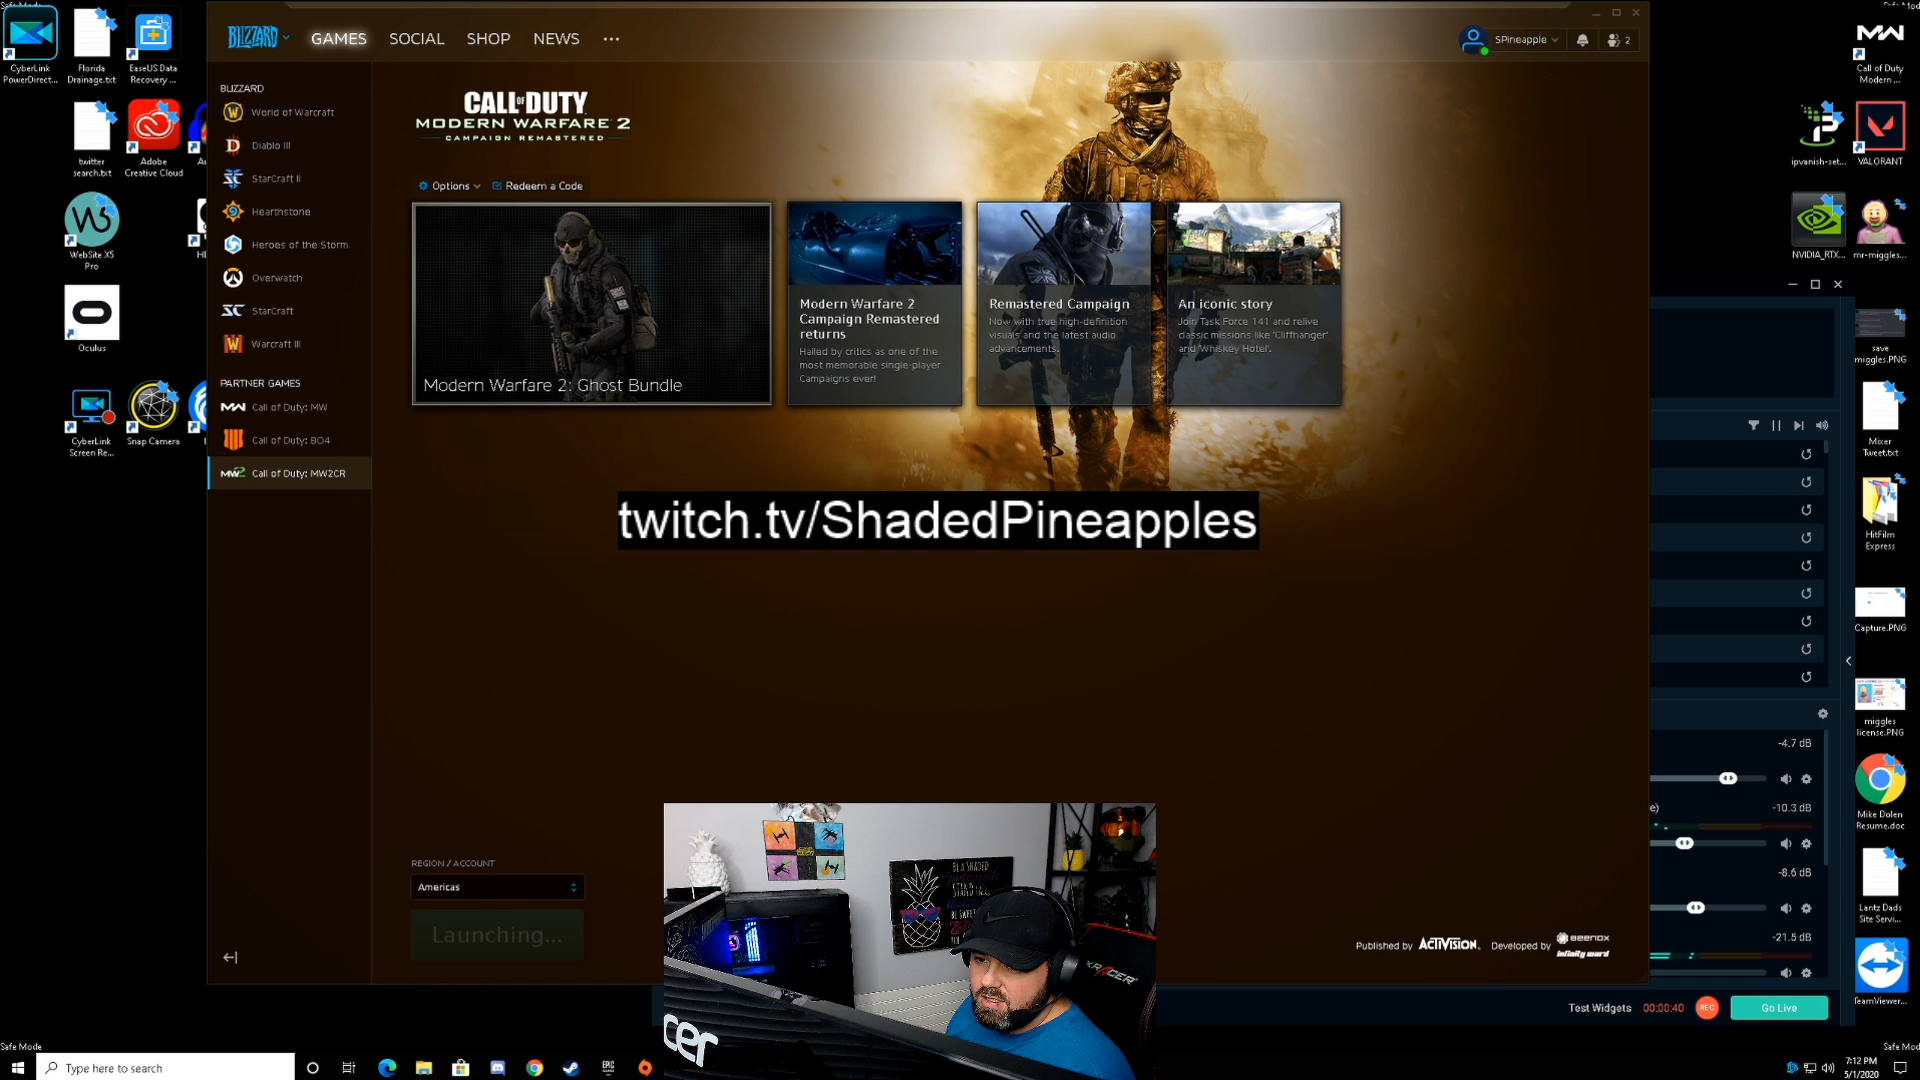 Safe Mode
CyberLink
PowerDirect...
Florida
Drainage.txt
EaseUS Data
Recovery ...
twitter
search.txt
Adobe
Creative Cloud
WebSite X5
Pro
Oculus
CyberLink
Screen Re...
Snap Camera
BLIZZARD
GAMES
SOCIAL
SHOP
NEWS
SPineapple
2
BLIZZARD
World of Warcraft
Diablo III
StarCraft II
Hearthstone
Heroes of the Storm
Overwatch
StarCraft
Warcraft III
PARTNER GAMES
Call of Duty: MW
Call of Duty: BO4
Call of Duty: MW2CR
CALL OF DUTY
MODERN WARFARE 2
CAMPAIGN REMASTERED
Options
Redeem a Code
Modern Warfare 2: Ghost Bundle
Modern Warfare 2
Campaign Remastered
returns
Hailed by critics as one of the
most memorable single-player
Campaigns ever!
Remastered Campaign
Now with true high-definition
visuals and the latest audio
advancements.
An iconic story
Join Task Force 141 and relive
classic missions like 'Cliffhanger'
and 'Whiskey Hotel'.
twitch.tv/ShadedPineapples
REGION / ACCOUNT
Americas
Launching...
BE A SHADED
Published by ACTIVISION. Developed by BEENOX
infinity ward
Call of Duty
Modern ...
ipvanish-set...
VALORANT
NVIDIA_RTX...
mr-miggles...
save
miggles.PNG
Mixer
Tweet.txt
HitFilm
Express
Capture.PNG
miggles
license.PNG
Mike Dolen
Resume.doc
Lantz Dads
Site Servi...
TeamViewer...
-4.7 dB
e)
-10.3 dB
-8.6 dB
-21.5 dB
Test Widgets
00:00:40
REC
Go Live
Safe Mode
Type here to search
7:12 PM
5/1/2020